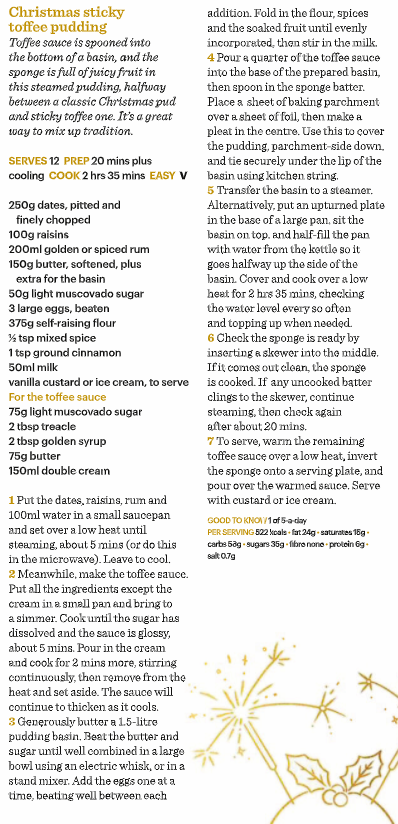 Christmas sticky
toffee pudding
Toffee sauce is spooned into
the bottom of a basin, and the
sponge is full of juicy fruit in
this steamed pudding, halfway
between a classic Christmas pud
and sticky toffee one. It's a great
way to mix up tradition.
SERVES 12 PREP 20 mins plus
cooling COOK 2 hrs 35 mins EASY V
250g dates, pitted and
finely chopped
100g raisins
200ml golden or spiced rum
150g butter, softened, plus
extra for the basin
50g light muscovado sugar
3 large eggs, beaten
375g self-raising flour
½ tsp mixed spice
1 tsp ground cinnamon
50ml milk
vanilla custard or ice cream, to serve
For the toffee sauce
75g light muscovado sugar
2 tbsp treacle
2 tbsp golden syrup
75g butter
150ml double cream
1 Put the dates, raisins, rum and
100ml water in a small saucepan
and set over a low heat until
steaming, about 5 mins (or do this
in the microwave). Leave to cool.
2 Meanwhile, make the toffee sauce.
Put all the ingredients except the
cream in a small pan and bring to
a simmer. Cook until the sugar has
dissolved and the sauce is glossy,
about 5 mins. Pour in the cream
and cook for 2 mins more, stirring
continuously, then remove from the
heat and set aside. The sauce will
continue to thicken as it cools.
3 Generously butter a 1.5-litre
pudding basin. Beat the butter and
sugar until well combined in a large
bowl using an electric whisk, or in a
stand mixer. Add the eggs one at a
time, beating well between each
addition. Fold in the flour, spices
and the soaked fruit until evenly
incorporated, then stir in the milk.
4 Pour a quarter of the toffee sauce
into the base of the prepared basin,
then spoon in the sponge batter.
Place a sheet of baking parchment
over a sheet of foil, then make a
pleat in the centre. Use this to cover
the pudding, parchment-side down,
and tie securely under the lip of the
basin using kitchen string.
5 Transfer the basin to a steamer.
Alternatively, put an upturned plate
in the base of a large pan, sit the
basin on top, and half-fill the pan
with water from the kettle so it
goes halfway up the side of the
basin. Cover and cook over a low
heat for 2 hrs 35 mins, checking
the water level every so often
and topping up when needed.
6 Check the sponge is ready by
inserting a skewer into the middle.
If it comes out clean, the sponge
is cooked. If any uncooked batter
clings to the skewer, continue
steaming, then check again
after about 20 mins.
7 To serve, warm the remaining
toffee sauce over a low heat, invert
the sponge onto a serving plate, and
pour over the warmed sauce. Serve
with custard or ice cream.
GOOD TO KNOW 1 of 5-a-day
PER SERVING 522 kcals • fat 24g • saturates 15g •
carbs 53g • sugars 35g • fibre none • protein 6g •
salt 0.7g